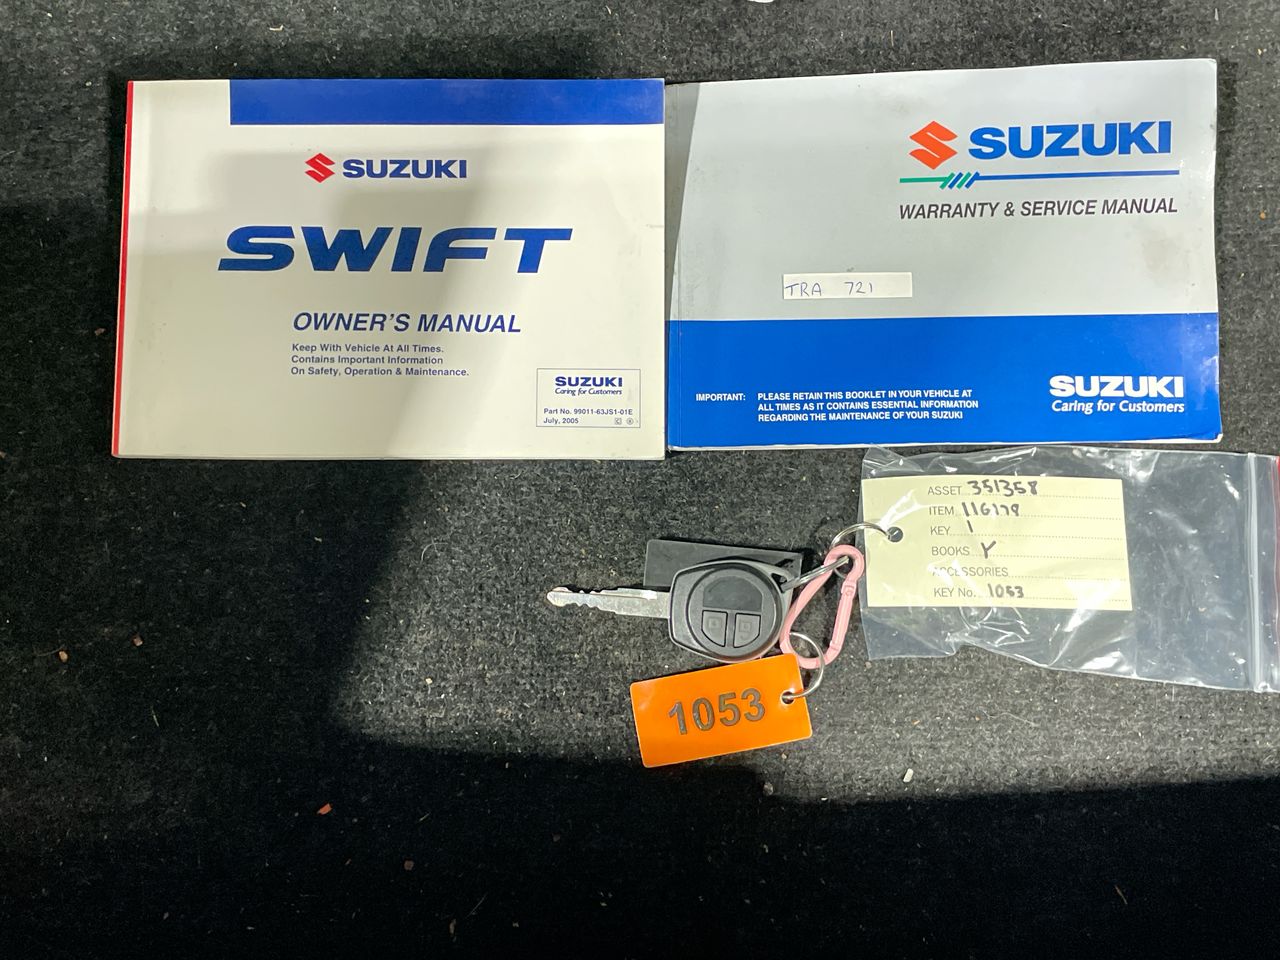 SUZUKI
SWIFT
OWNER'S MANUAL
Keep With Vehicle At All Times.
Contains Important Information
On Safety, Operation & Maintenance.
SUZUKI
Caring for Customers
Part No. 99011-63JS1-01E
July, 2005
SUZUKI
WARRANTY & SERVICE MANUAL
TRA 721
IMPORTANT: PLEASE RETAIN THIS BOOKLET IN YOUR VEHICLE AT
ALL TIMES AS IT CONTAINS ESSENTIAL INFORMATION
REGARDING THE MAINTENANCE OF YOUR SUZUKI
SUZUKI
Caring for Customers
ASSET 351358
ITEM 116179
KEY 1
BOOKS Y
ACCESSORIES
KEY No. 1053
1053